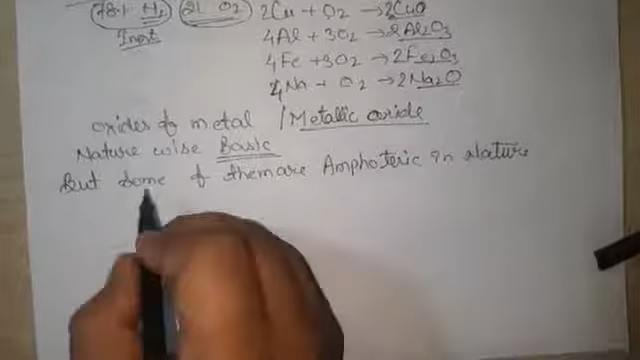 78% N₂ 21% O₂ 2Cu + O₂ → 2CuO
Inert 4Al + 3O₂ → 2Al₂O₃
4Fe + 3O₂ → 2Fe₂O₃
4Na + O₂ → 2Na₂O
oxides of metal / Metallic oxide
Nature wise Basic
But Some of them are Amphoteric in Nature